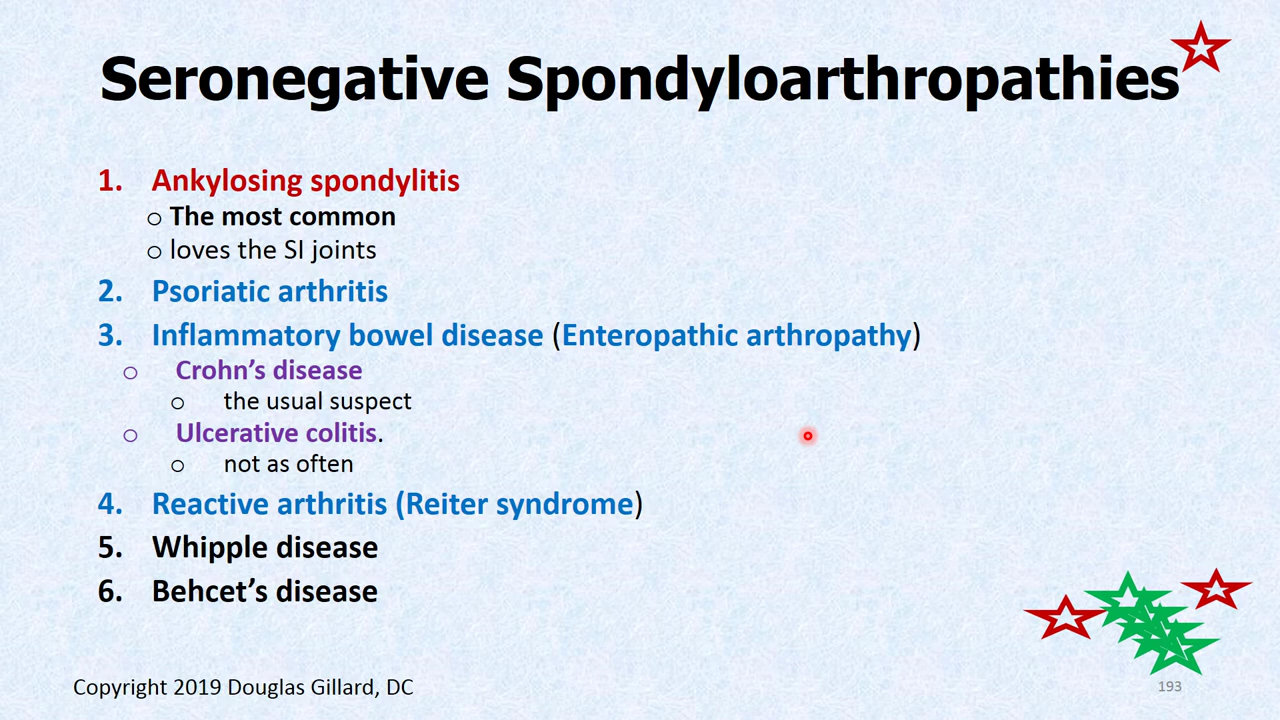 Seronegative Spondyloarthropathies
1. Ankylosing spondylitis
o The most common
o loves the SI joints
2. Psoriatic arthritis
3. Inflammatory bowel disease (Enteropathic arthropathy)
o Crohn’s disease
o the usual suspect
o Ulcerative colitis.
o not as often
4. Reactive arthritis (Reiter syndrome)
5. Whipple disease
6. Behcet’s disease
Copyright 2019 Douglas Gillard, DC
193